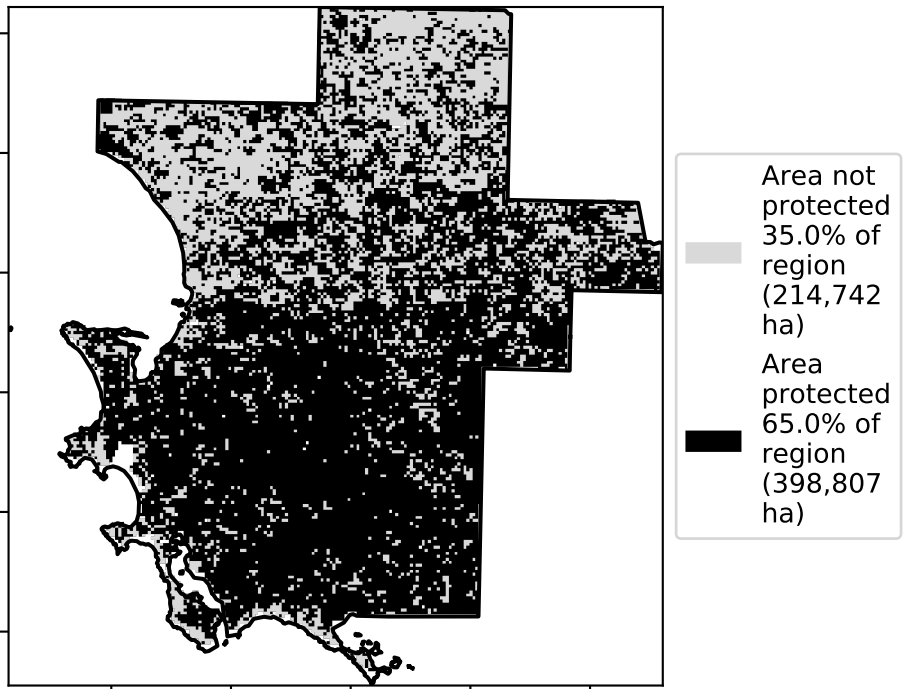 Area not
protected
35.0% of
region
(214,742
ha)
Area
protected
65.0% of
region
(398,807
ha)